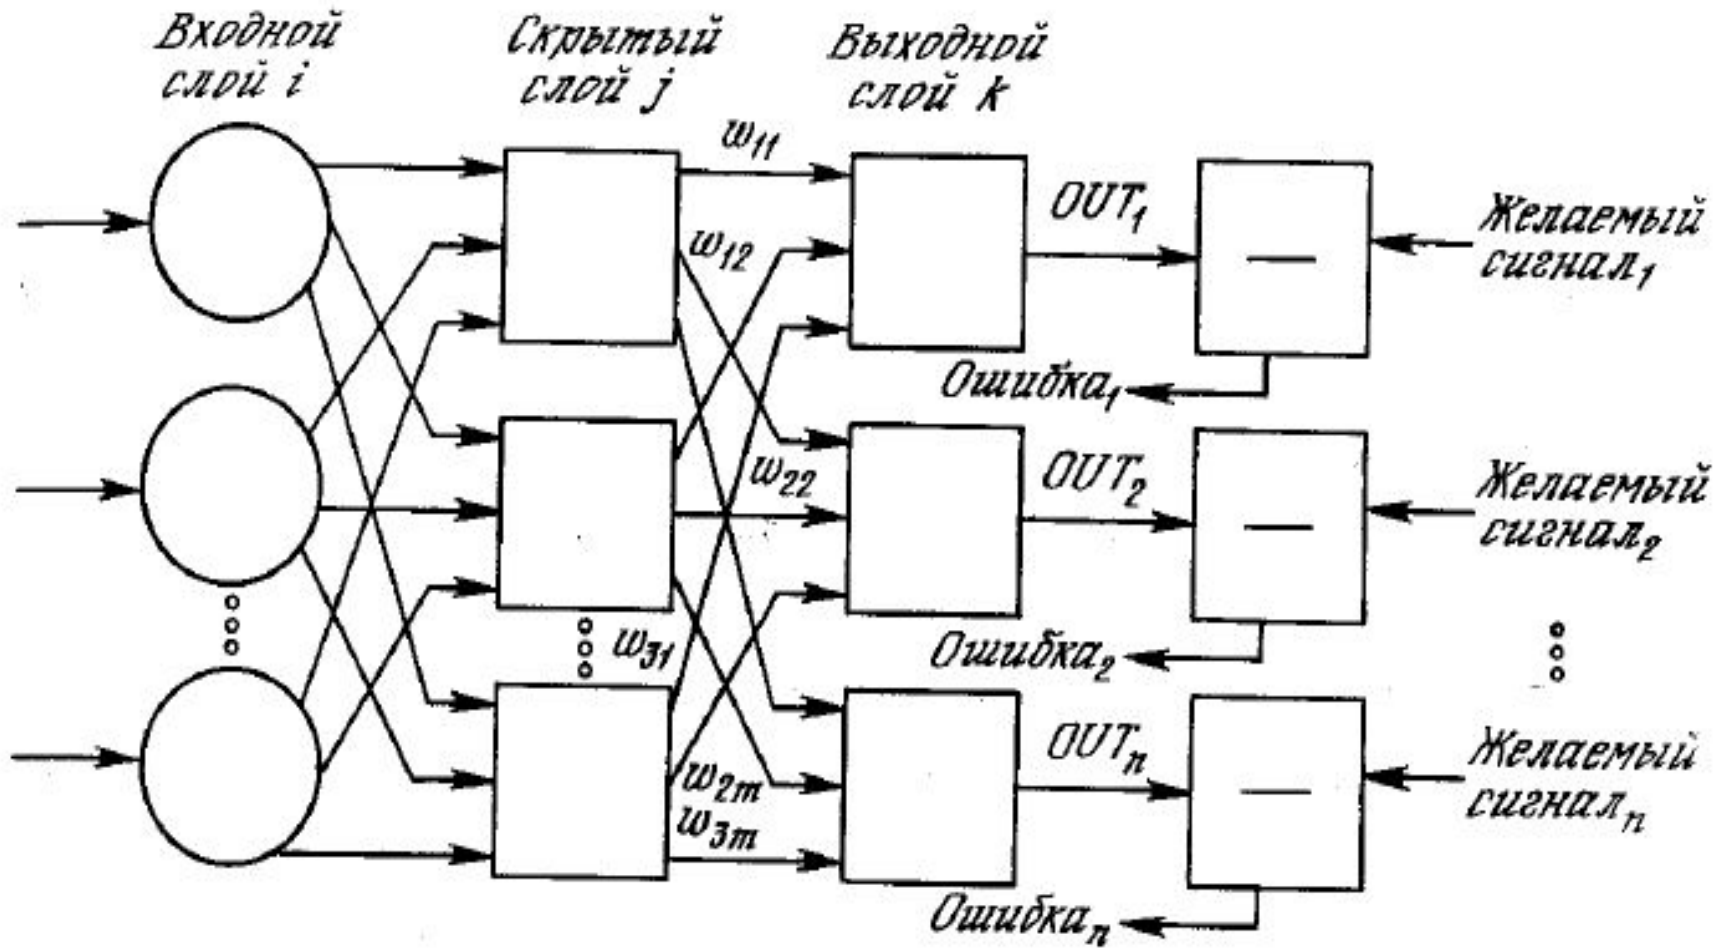 Входной
слой i
Скрытый
слой j
Выходной
слой k
w₁₁
OUT₁
Желаемый
сигнал₁
w₁₂
Ошибка₁
w₂₂
OUT₂
Желаемый
сигнал₂
w₃₁
Ошибка₂
OUTₙ
Желаемый
сигналₙ
w₂ₘ
w₃ₘ
Ошибкаₙ